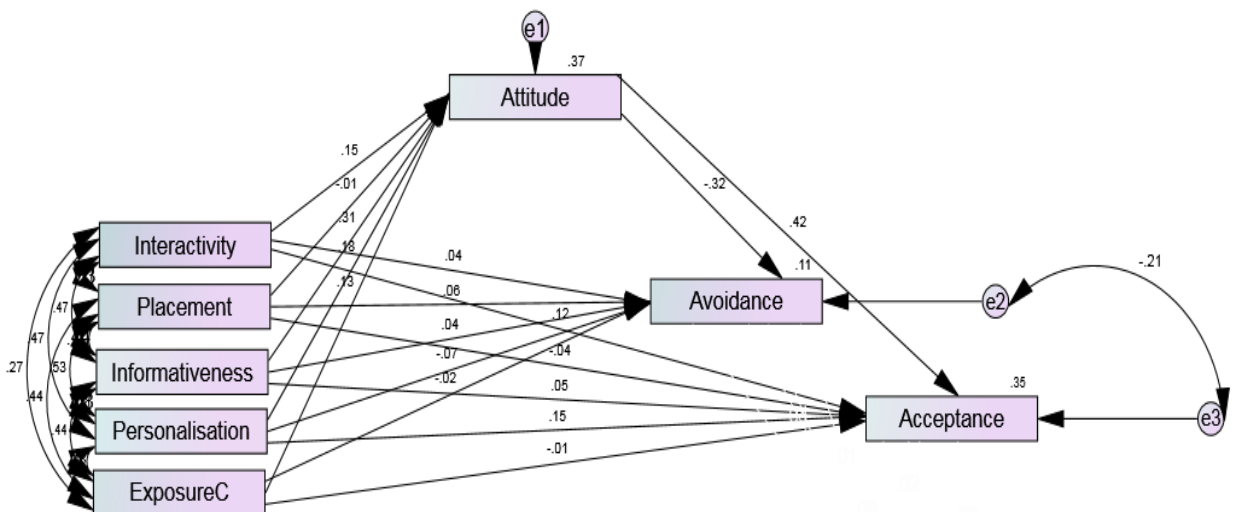 e1
.37
Attitude
.15
-.01
.31
.18
.13
-.32
.42
Interactivity
.04
.11
-.21
Placement
.06
Avoidance
e2
.47
.47
.12
.04
-.04
Informativeness
.27
.53
-.07
-.02
.05
.35
.44
Personalisation
.15
Acceptance
e3
.44
-.01
ExposureC